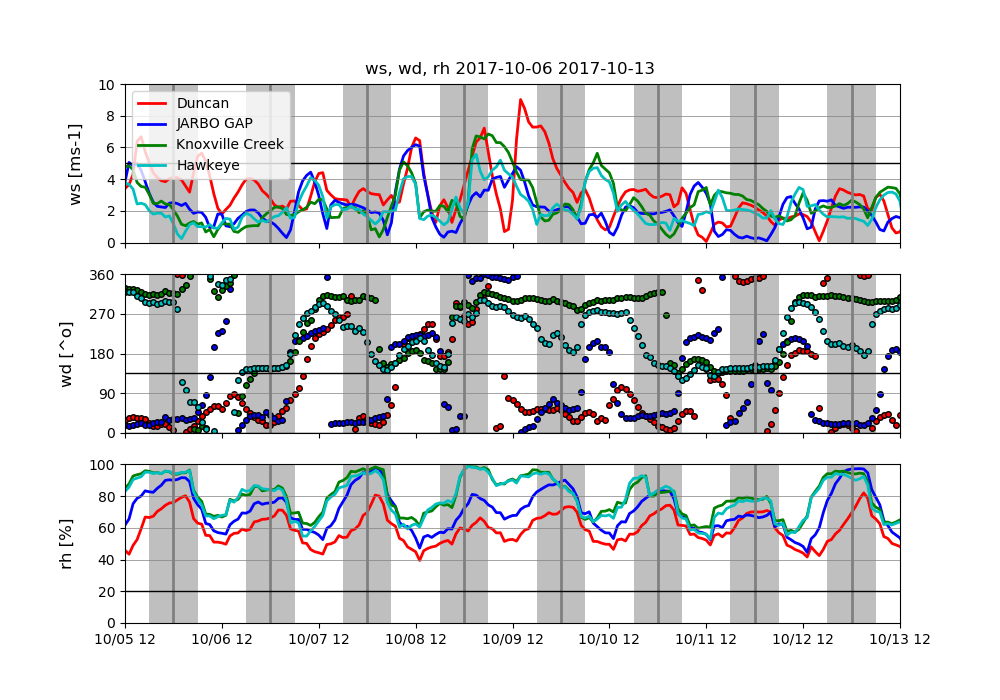 ws, wd, rh 2017-10-06 2017-10-13
ws [ms-1]
10
8
6
4
2
0
Duncan
JARBO GAP
Knoxville Creek
Hawkeye
wd [^o]
360
270
180
90
0
rh [%]
100
80
60
40
20
0
10/05 12 10/06 12 10/07 12 10/08 12 10/09 12 10/10 12 10/11 12 10/12 12 10/13 12